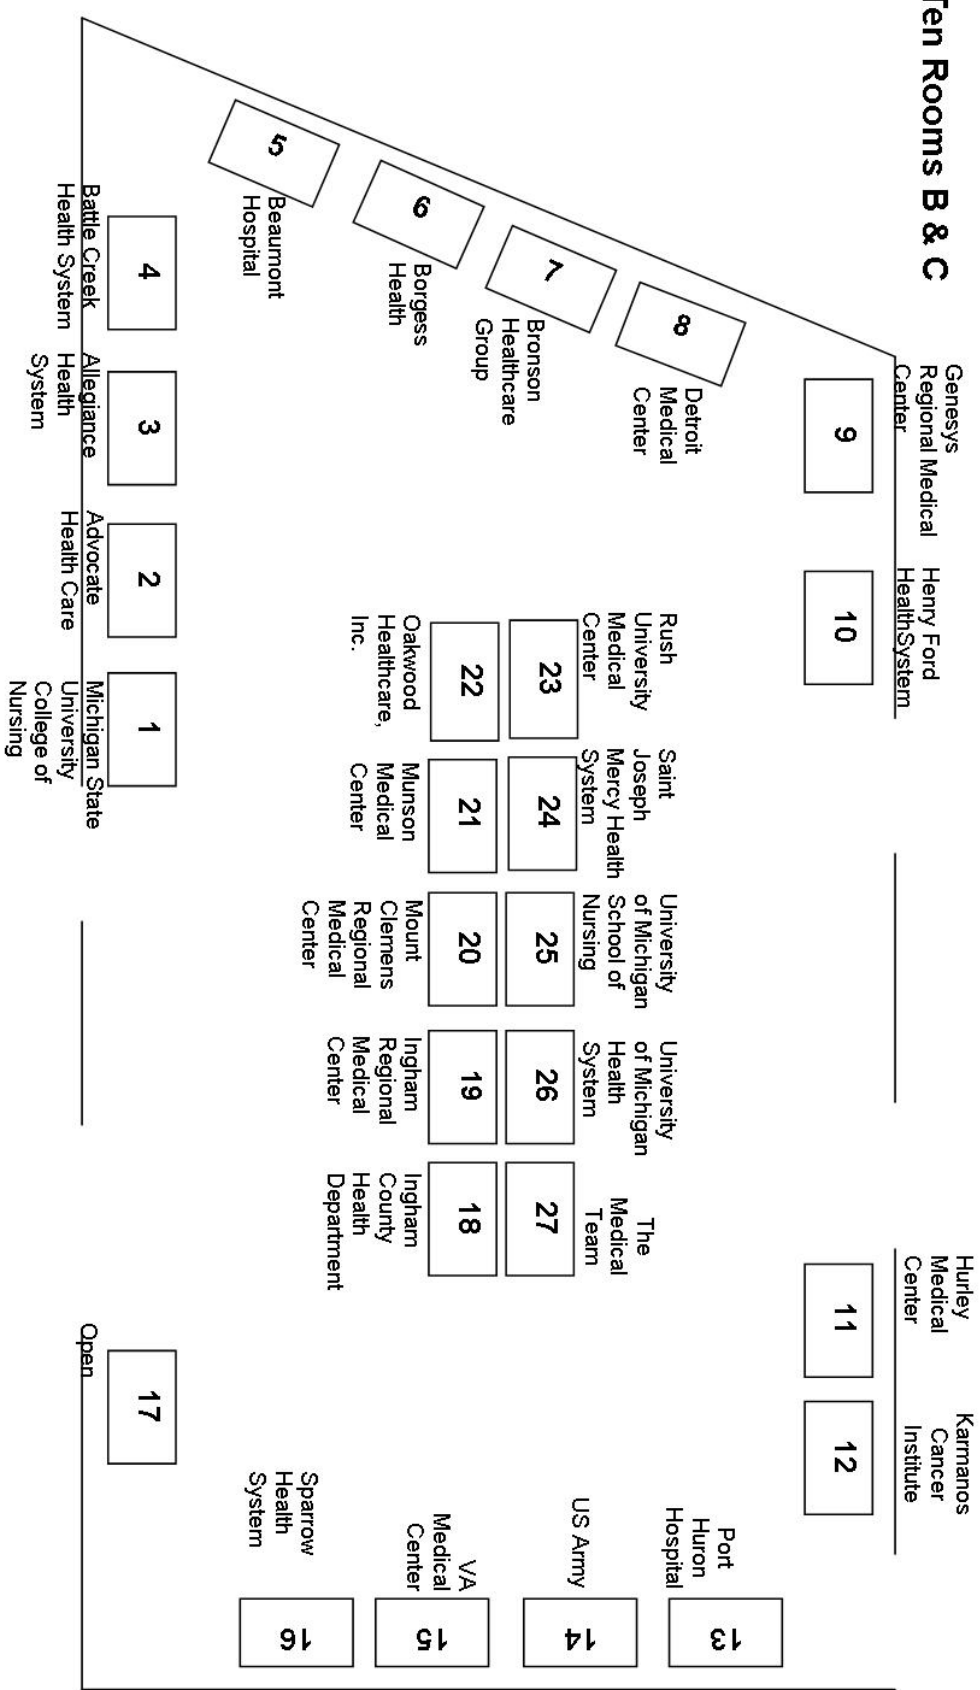 Ten Rooms B & C
Genesys
Regional Medical
Center
9
Henry Ford
HealthSystem
10
Hurley
Medical
Center
11
Karmanos
Cancer
Institute
12
5
Beaumont
Hospital
6
Borgess
Health
7
Bronson
Healthcare
Group
8
Detroit
Medical
Center
Rush
University
Medical
Center
23
Saint
Joseph
Mercy Health
System
24
University
of Michigan
School of
Nursing
25
University
of Michigan
Health
System
26
The
Medical
Team
27
22
Oakwood
Healthcare,
Inc.
21
Munson
Medical
Center
20
Mount
Clemens
Regional
Medical
Center
19
Ingham
Regional
Medical
Center
18
Ingham
County
Health
Department
Port
Huron
Hospital
13
US Army
14
VA
Medical
Center
15
Sparrow
Health
System
16
4
Battle Creek
Health System
3
Allegiance
Health
System
2
Advocate
Health Care
1
Michigan State
University
College of
Nursing
17
Open